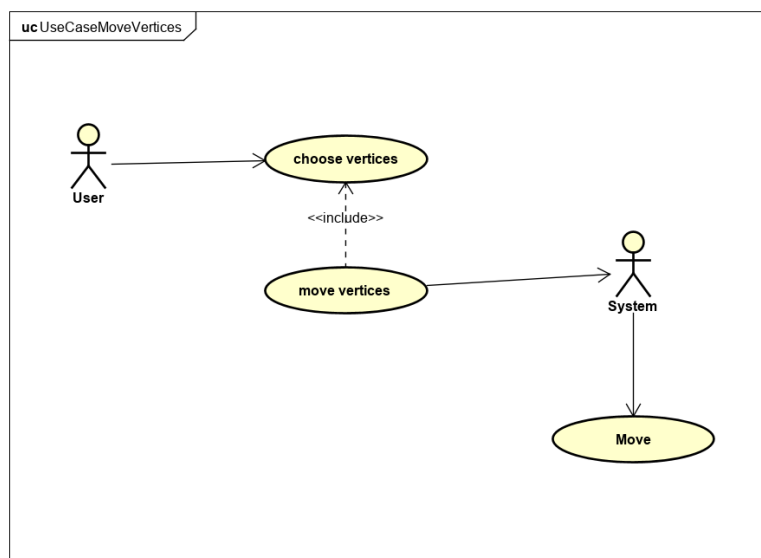 uc UseCaseMoveVertices
choose vertices
User
<<include>>
move vertices
System
Move